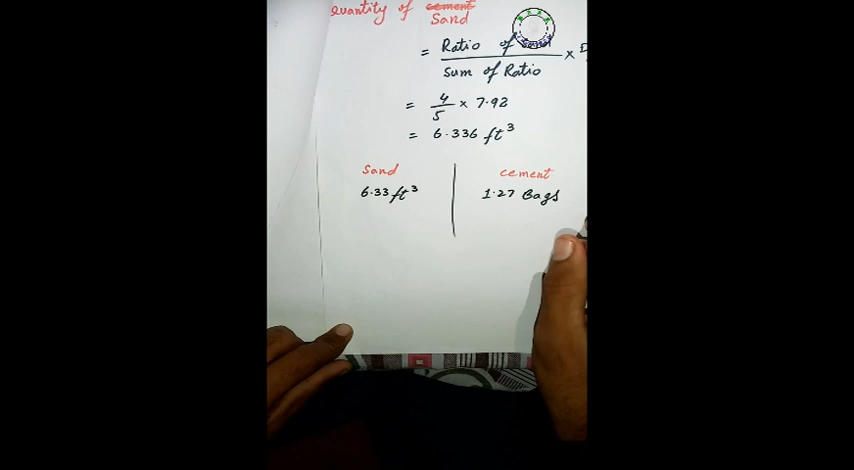 Quantity of cement
Sand
= Ratio of
Sum of Ratio ×
= 4/5 × 7.92
= 6.336 ft³
Sand cement
6.33 ft³ 1.27 Bags